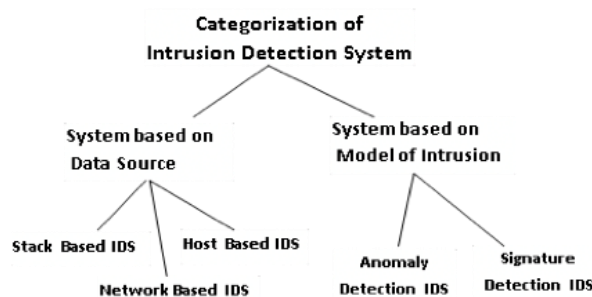 Categorization of
Intrusion Detection System
System based on
Data Source
System based on
Model of Intrusion
Stack Based IDS
Host Based IDS
Network Based IDS
Anomaly
Detection IDS
Signature
Detection IDS